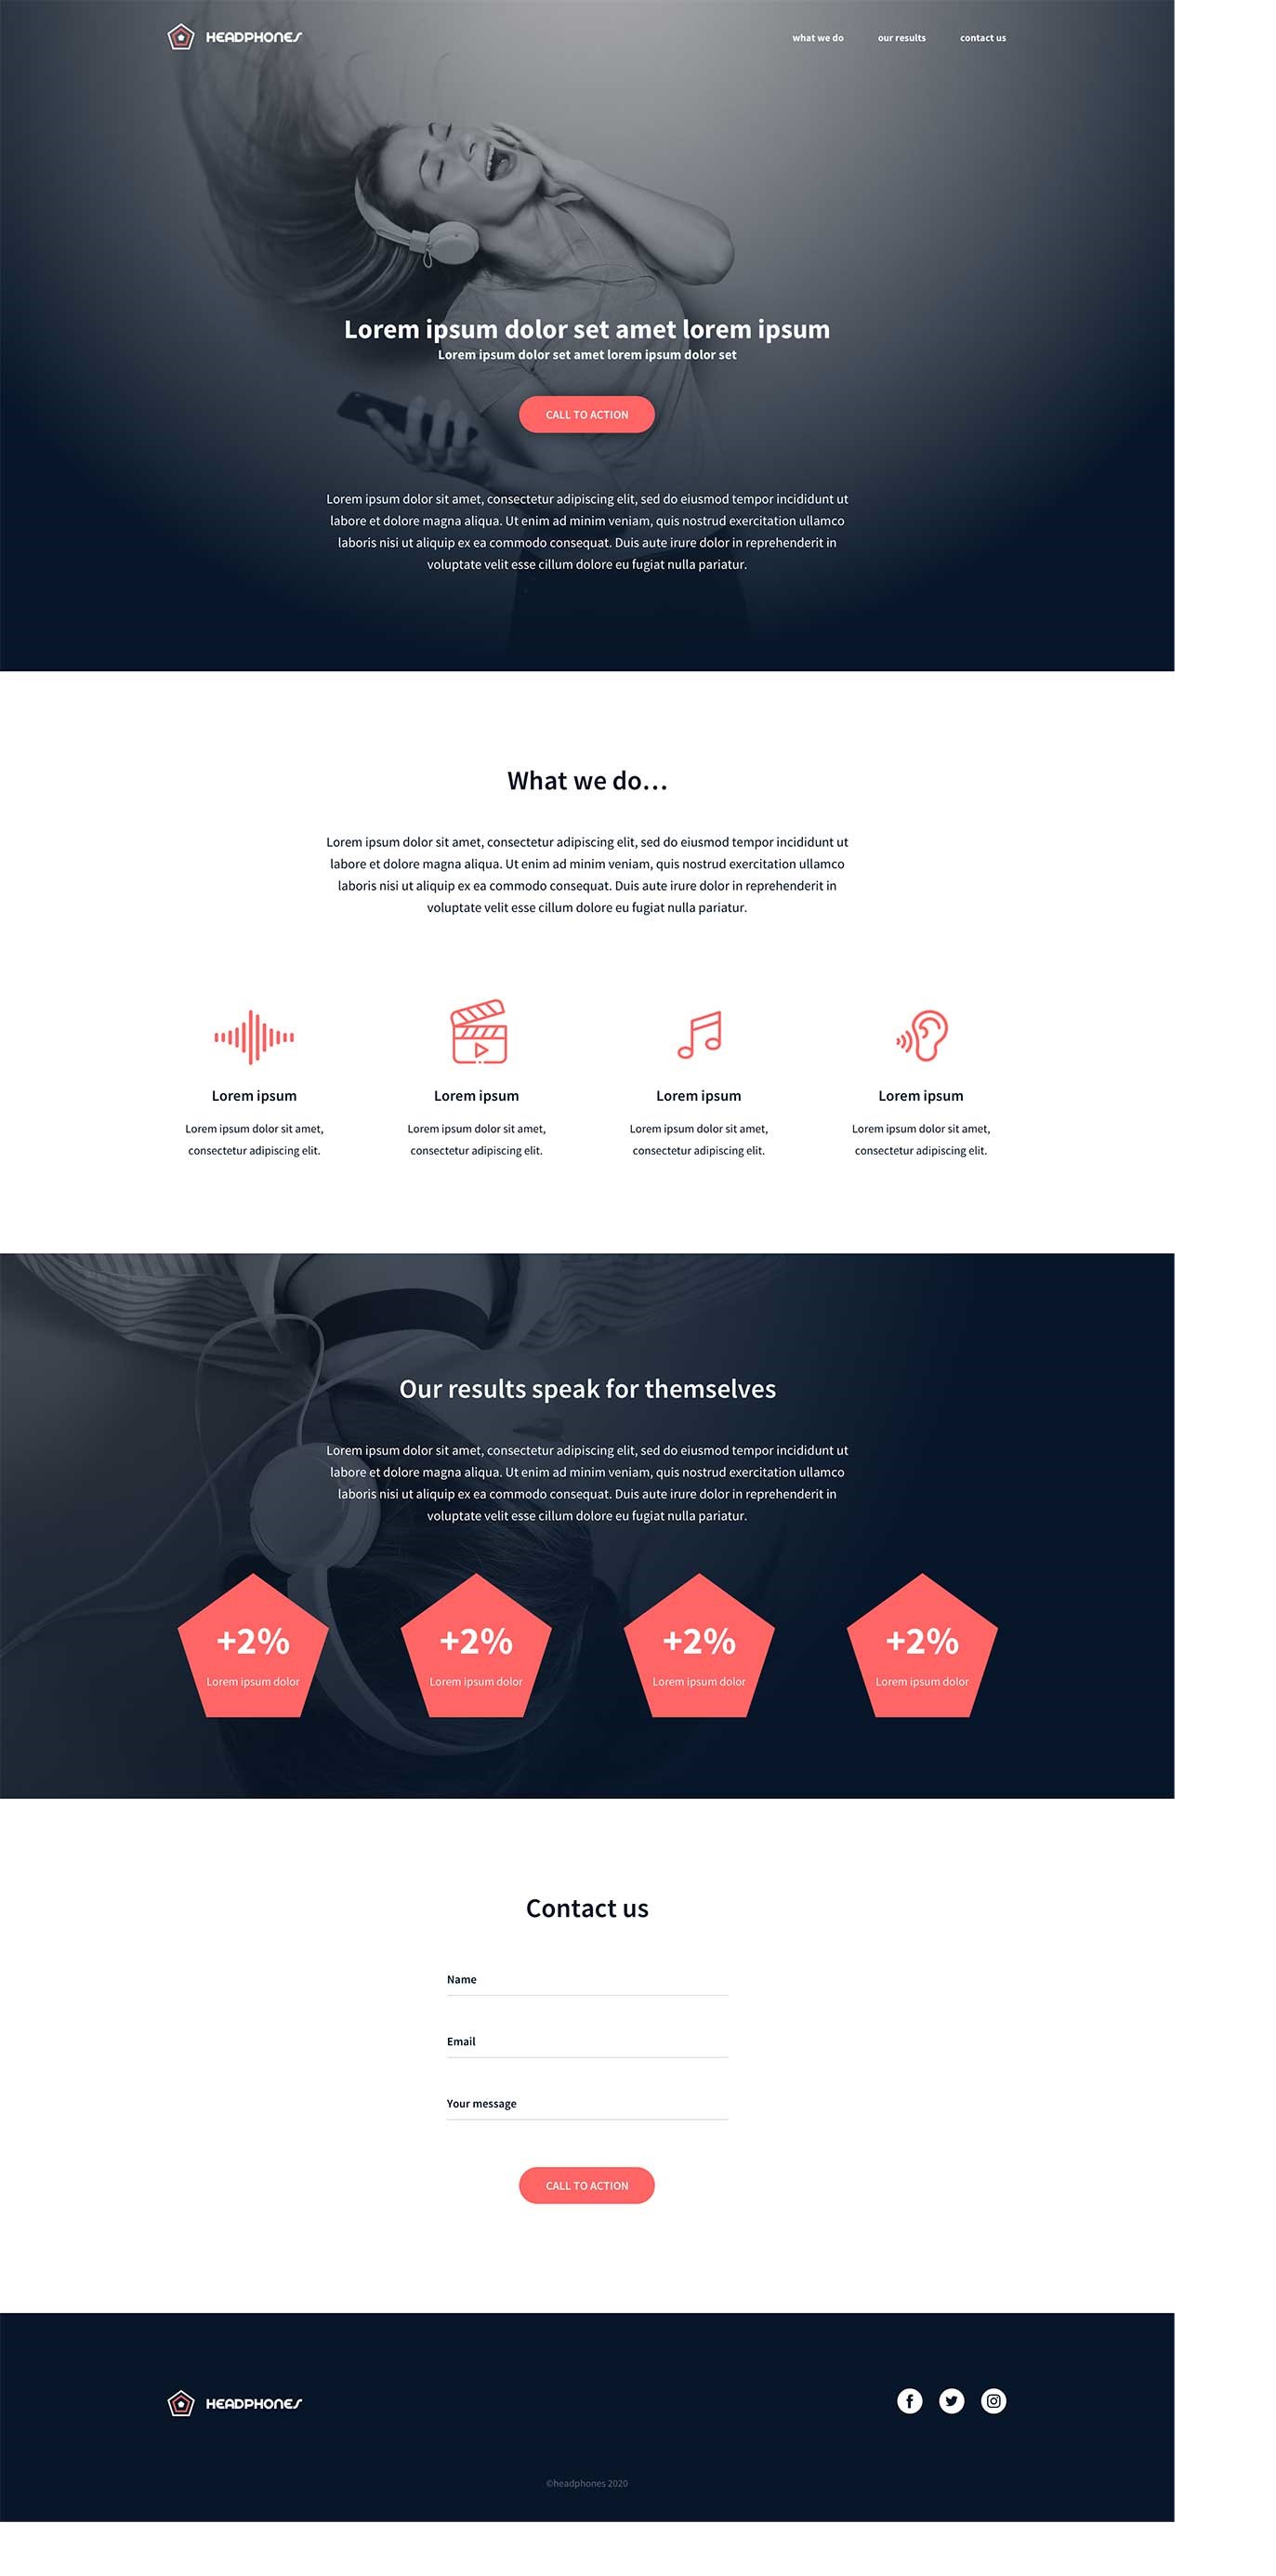 HEADPHONES
what we do our results contact us
Lorem ipsum dolor set amet lorem ipsum
Lorem ipsum dolor set amet lorem ipsum dolor set
CALL TO ACTION
Lorem ipsum dolor sit amet, consectetur adipiscing elit, sed do eiusmod tempor incididunt ut
labore et dolore magna aliqua. Ut enim ad minim veniam, quis nostrud exercitation ullamco
laboris nisi ut aliquip ex ea commodo consequat. Duis aute irure dolor in reprehenderit in
voluptate velit esse cillum dolore eu fugiat nulla pariatur.
What we do...
Lorem ipsum dolor sit amet, consectetur adipiscing elit, sed do eiusmod tempor incididunt ut
labore et dolore magna aliqua. Ut enim ad minim veniam, quis nostrud exercitation ullamco
laboris nisi ut aliquip ex ea commodo consequat. Duis aute irure dolor in reprehenderit in
voluptate velit esse cillum dolore eu fugiat nulla pariatur.
Lorem ipsum
Lorem ipsum dolor sit amet,
consectetur adipiscing elit.
Lorem ipsum
Lorem ipsum dolor sit amet,
consectetur adipiscing elit.
Lorem ipsum
Lorem ipsum dolor sit amet,
consectetur adipiscing elit.
Lorem ipsum
Lorem ipsum dolor sit amet,
consectetur adipiscing elit.
Our results speak for themselves
Lorem ipsum dolor sit amet, consectetur adipiscing elit, sed do eiusmod tempor incididunt ut
labore et dolore magna aliqua. Ut enim ad minim veniam, quis nostrud exercitation ullamco
laboris nisi ut aliquip ex ea commodo consequat. Duis aute irure dolor in reprehenderit in
voluptate velit esse cillum dolore eu fugiat nulla pariatur.
+2%
Lorem ipsum dolor
+2%
Lorem ipsum dolor
+2%
Lorem ipsum dolor
+2%
Lorem ipsum dolor
Contact us
Name
Email
Your message
CALL TO ACTION
HEADPHONES
©headphones 2020